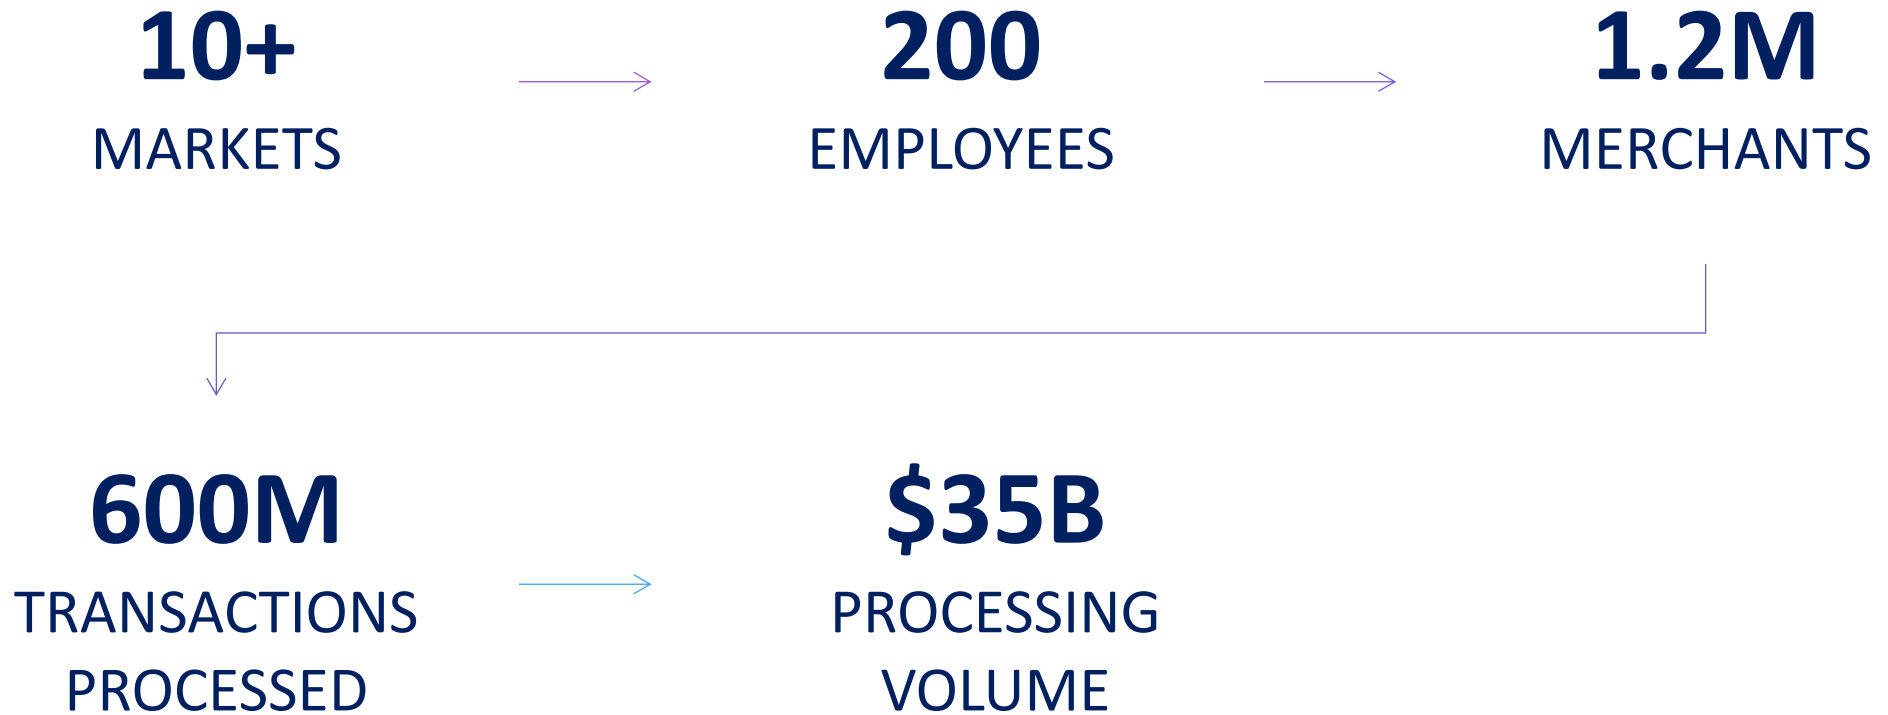 10+
MARKETS
200
EMPLOYEES
1.2M
MERCHANTS
600M
TRANSACTIONS
PROCESSED
$35B
PROCESSING
VOLUME